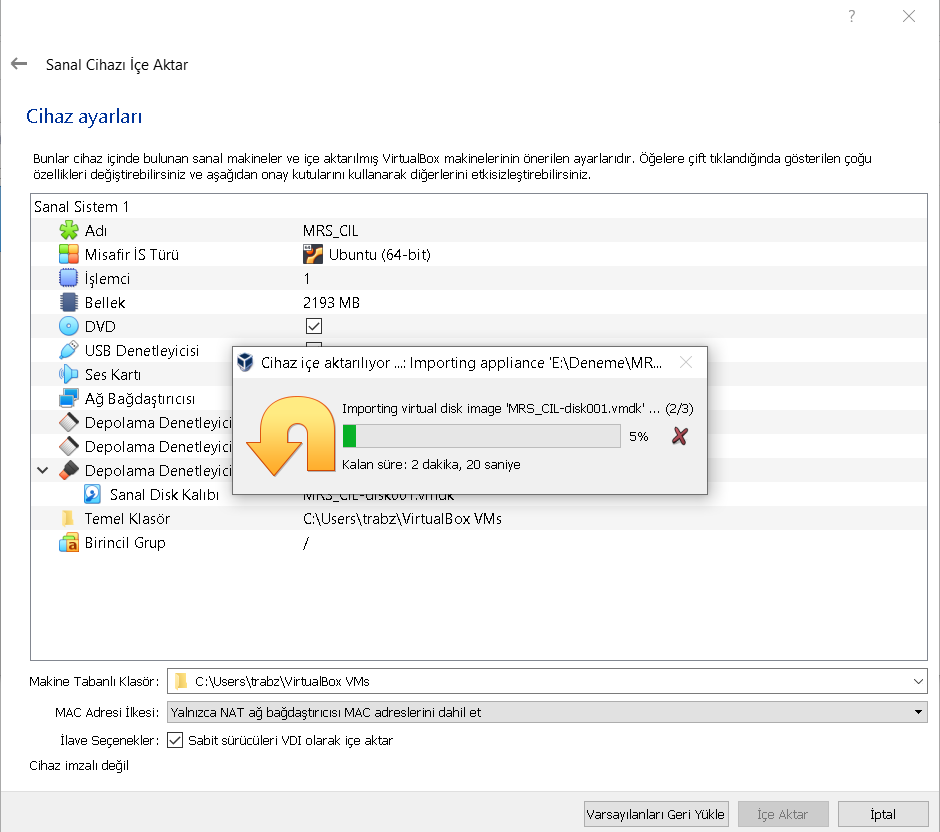 ?
Sanal Cihazı İçe Aktar
Cihaz ayarları
Bunlar cihaz içinde bulunan sanal makineler ve içe aktarılmış VirtualBox makinelerinin önerilen ayarlarıdır. Öğelere çift tıklandığında gösterilen çoğu
özellikleri değiştirebilirsiniz ve aşağıdan onay kutularını kullanarak diğerlerini etkisizleştirebilirsiniz.
Sanal Sistem 1
Adı MRS_CIL
Misafir İS Türü Ubuntu (64-bit)
İşlemci 1
Bellek 2193 MB
DVD
USB Denetleyicisi
Ses Kartı
Ağ Bağdaştırıcısı
Depolama Denetleyici
Depolama Denetleyici
Depolama Denetleyici
Sanal Disk Kalıbı MRS_CIL-disk001.vmdk
Temel Klasör C:\Users\trabz\VirtualBox VMs
Birincil Grup /
Cihaz içe aktarılıyor ...: Importing appliance 'E:\Deneme\MR...
Importing virtual disk image 'MRS_CIL-disk001.vmdk' ... (2/3)
5%
Kalan süre: 2 dakika, 20 saniye
Makine Tabanlı Klasör: C:\Users\trabz\VirtualBox VMs
MAC Adresi İlkesi: Yalnızca NAT ağ bağdaştırıcısı MAC adreslerini dahil et
İlave Seçenekler: Sabit sürücüleri VDI olarak içe aktar
Cihaz imzalı değil
Varsayılanları Geri Yükle İçe Aktar İptal